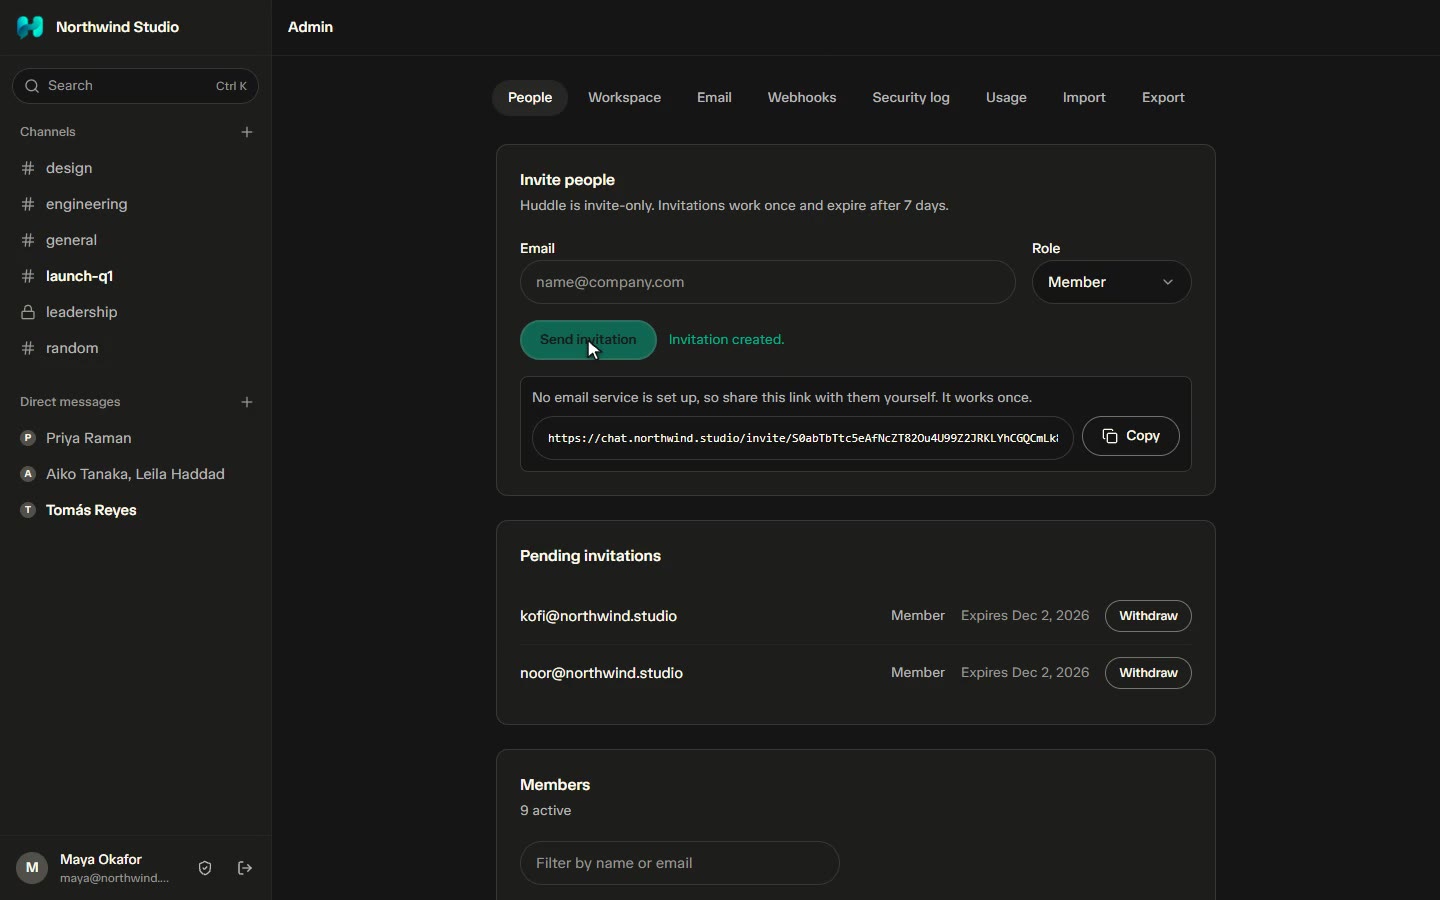 Northwind Studio
Admin
Search Ctrl K
People Workspace Email Webhooks Security log Usage Import Export
Channels
design
engineering
general
launch-q1
leadership
random
Direct messages
P Priya Raman
A Aiko Tanaka, Leila Haddad
T Tomás Reyes
M Maya Okafor
maya@northwind....
Invite people
Huddle is invite-only. Invitations work once and expire after 7 days.
Email Role
name@company.com Member
Send invitation Invitation created.
No email service is set up, so share this link with them yourself. It works once.
https://chat.northwind.studio/invite/S0abTbTtc5eAfNcZT82Ou4U99Z2JRKLYhCGQCmLk
Copy
Pending invitations
kofi@northwind.studio Member Expires Dec 2, 2026 Withdraw
noor@northwind.studio Member Expires Dec 2, 2026 Withdraw
Members
9 active
Filter by name or email